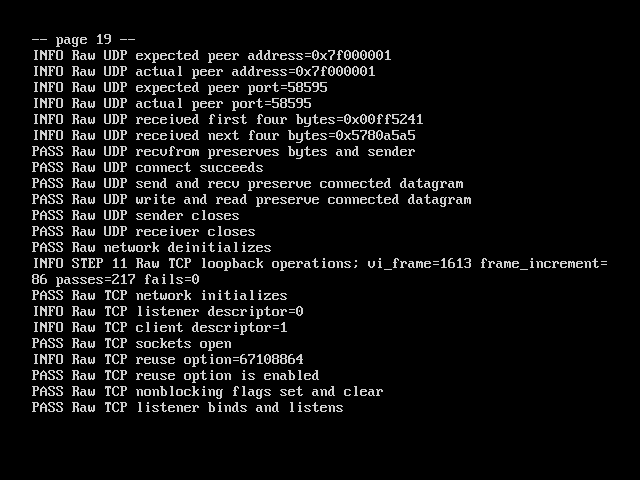 -- page 19 --
INFO Raw UDP expected peer address=0x7f000001
INFO Raw UDP actual peer address=0x7f000001
INFO Raw UDP expected peer port=58595
INFO Raw UDP actual peer port=58595
INFO Raw UDP received first four bytes=0x00ff5241
INFO Raw UDP received next four bytes=0x5780a5a5
PASS Raw UDP recvfrom preserves bytes and sender
PASS Raw UDP connect succeeds
PASS Raw UDP send and recv preserve connected datagram
PASS Raw UDP write and read preserve connected datagram
PASS Raw UDP sender closes
PASS Raw UDP receiver closes
PASS Raw network deinitializes
INFO STEP 11 Raw TCP loopback operations; vi_frame=1613 frame_increment=
86 passes=217 fails=0
PASS Raw TCP network initializes
INFO Raw TCP listener descriptor=0
INFO Raw TCP client descriptor=1
PASS Raw TCP sockets open
INFO Raw TCP reuse option=67108864
PASS Raw TCP reuse option is enabled
PASS Raw TCP nonblocking flags set and clear
PASS Raw TCP listener binds and listens